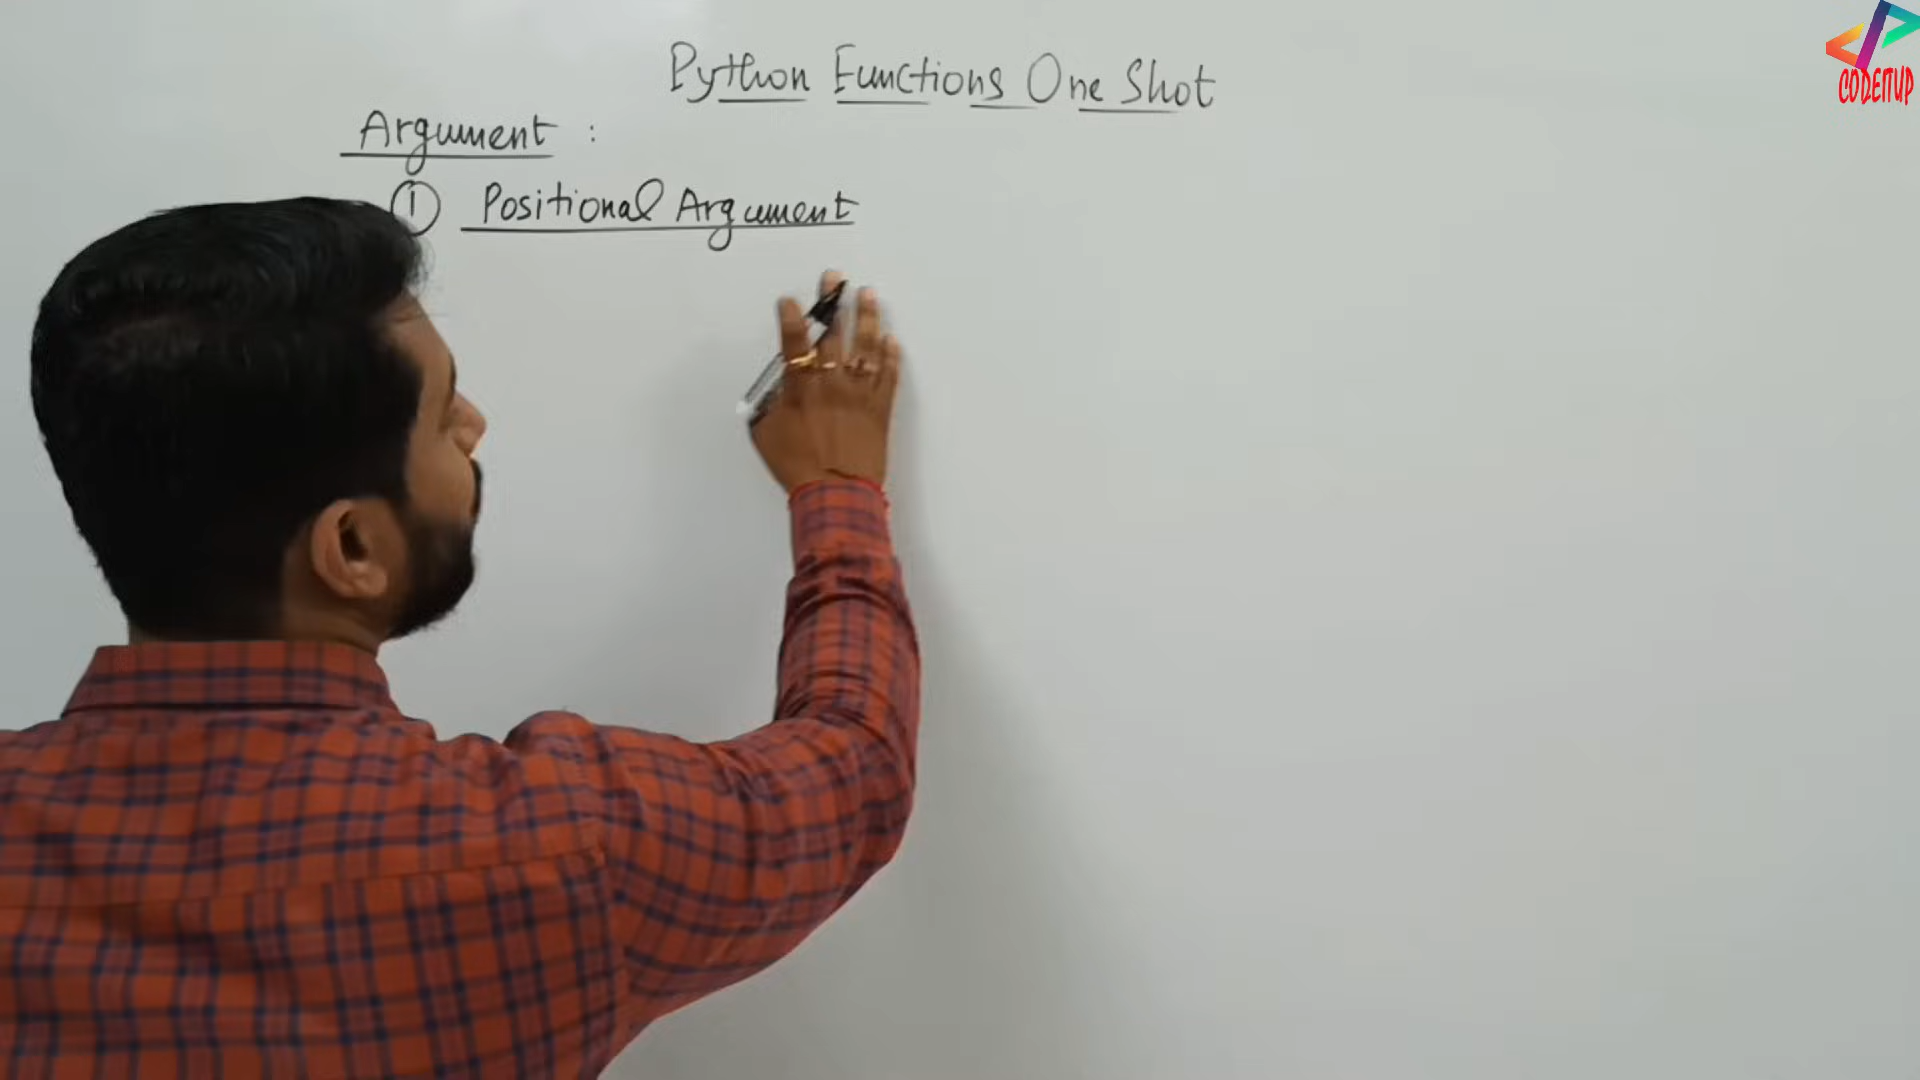 Python Functions One Shot
Argument :
① Positional Argument
CODEITUP